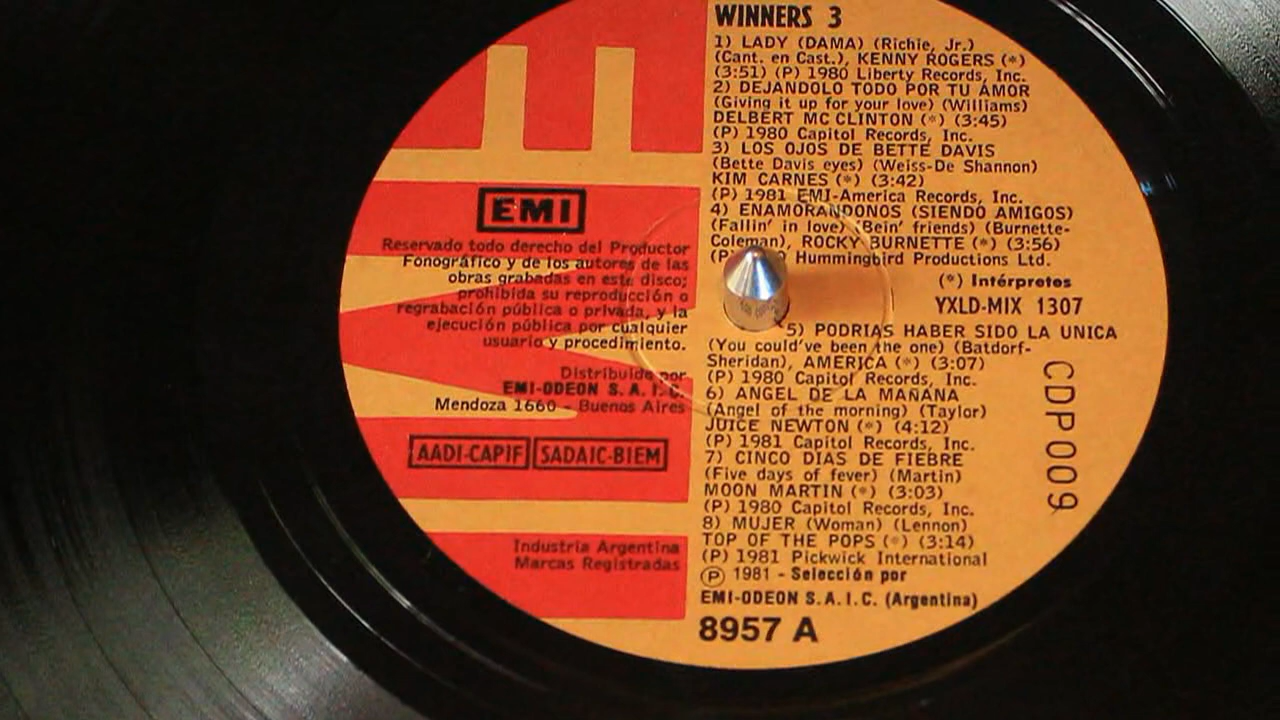 WINNERS 3
1) LADY (DAMA) (Richie, Jr.)
(Cant. en Cast.), KENNY ROGERS (*)
(3:51) (P) 1980 Liberty Records, Inc.
2) DEJANDOLO TODO POR TU AMOR
(Giving it up for your love) (Williams)
DELBERT MC CLINTON (*) (3:45)
(P) 1980 Capitol Records, Inc.
3) LOS OJOS DE BETTE DAVIS
(Bette Davis eyes) (Weiss-De Shannon)
KIM CARNES (*) (3:42)
(P) 1981 EMI-America Records, Inc.
4) ENAMORANDONOS (SIENDO AMIGOS)
(Fallin' in love) (Bein' friends) (Burnette-
Coleman), ROCKY BURNETTE (*) (3:56)
Hummingbird Productions Ltd.
(*) Intérpretes
YXLD-MIX 1307
5) PODRIAS HABER SIDO LA UNICA
(You could've been the one) (Batdorf-
Sheridan), AMERICA (*) (3:07)
(P) 1980 Capitol Records, Inc.
6) ANGEL DE LA MAÑANA
(Angel of the morning) (Taylor)
JUICE NEWTON (*) (4:12)
(P) 1981 Capitol Records, Inc.
7) CINCO DIAS DE FIEBRE
(Five days of fever) (Martin)
MOON MARTIN (*) (3:03)
(P) 1980 Capitol Records, Inc.
8) MUJER (Woman) (Lennon)
TOP OF THE POPS (*) (3:14)
(P) 1981 Pickwick International
Ⓟ 1981 - Selección por
EMI-ODEON S.A.I.C. (Argentina)
8957 A
CDP009
EMI
EMI
Reservado todo derecho del Productor
Fonográfico y de los autores de las
obras grabadas en este disco;
prohibida su reproducción o
regrabación pública o privada, y la
ejecución pública por cualquier
usuario y procedimiento.
Distribuido por
EMI-ODEON S.A.I.C.
Mendoza 1660 - Buenos Aires
AADI-CAPIF SADAIC-BIEM
Industria Argentina
Marcas Registradas